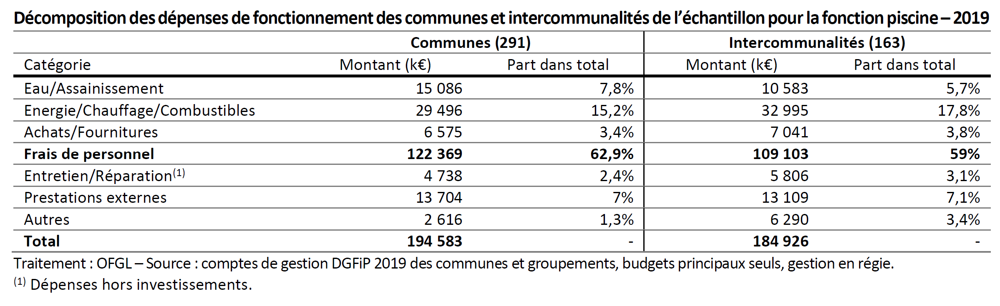 Décomposition des dépenses de fonctionnement des communes et intercommunalités de l’échantillon pour la fonction piscine – 2019
Communes (291) Intercommunalités (163)
Catégorie Montant (k€) Part dans total Montant (k€) Part dans total
Eau/Assainissement 15 086 7,8% 10 583 5,7%
Energie/Chauffage/Combustibles 29 496 15,2% 32 995 17,8%
Achats/Fournitures 6 575 3,4% 7 041 3,8%
Frais de personnel 122 369 62,9% 109 103 59%
Entretien/Réparation(1) 4 738 2,4% 5 806 3,1%
Prestations externes 13 704 7% 13 109 7,1%
Autres 2 616 1,3% 6 290 3,4%
Total 194 583 - 184 926 -
Traitement : OFGL – Source : comptes de gestion DGFiP 2019 des communes et groupements, budgets principaux seuls, gestion en régie.
(1) Dépenses hors investissements.